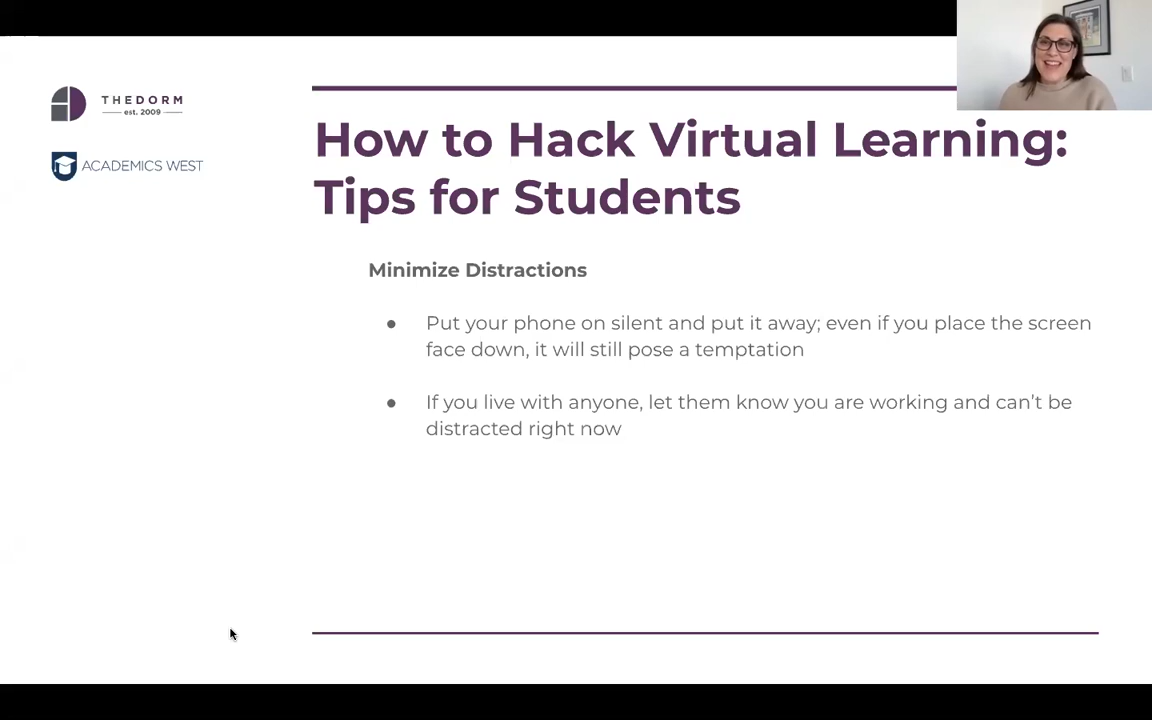 THEDORM
est. 2009
ACADEMICS WEST
How to Hack Virtual Learning:
Tips for Students
Minimize Distractions
● Put your phone on silent and put it away; even if you place the screen
face down, it will still pose a temptation
● If you live with anyone, let them know you are working and can't be
distracted right now